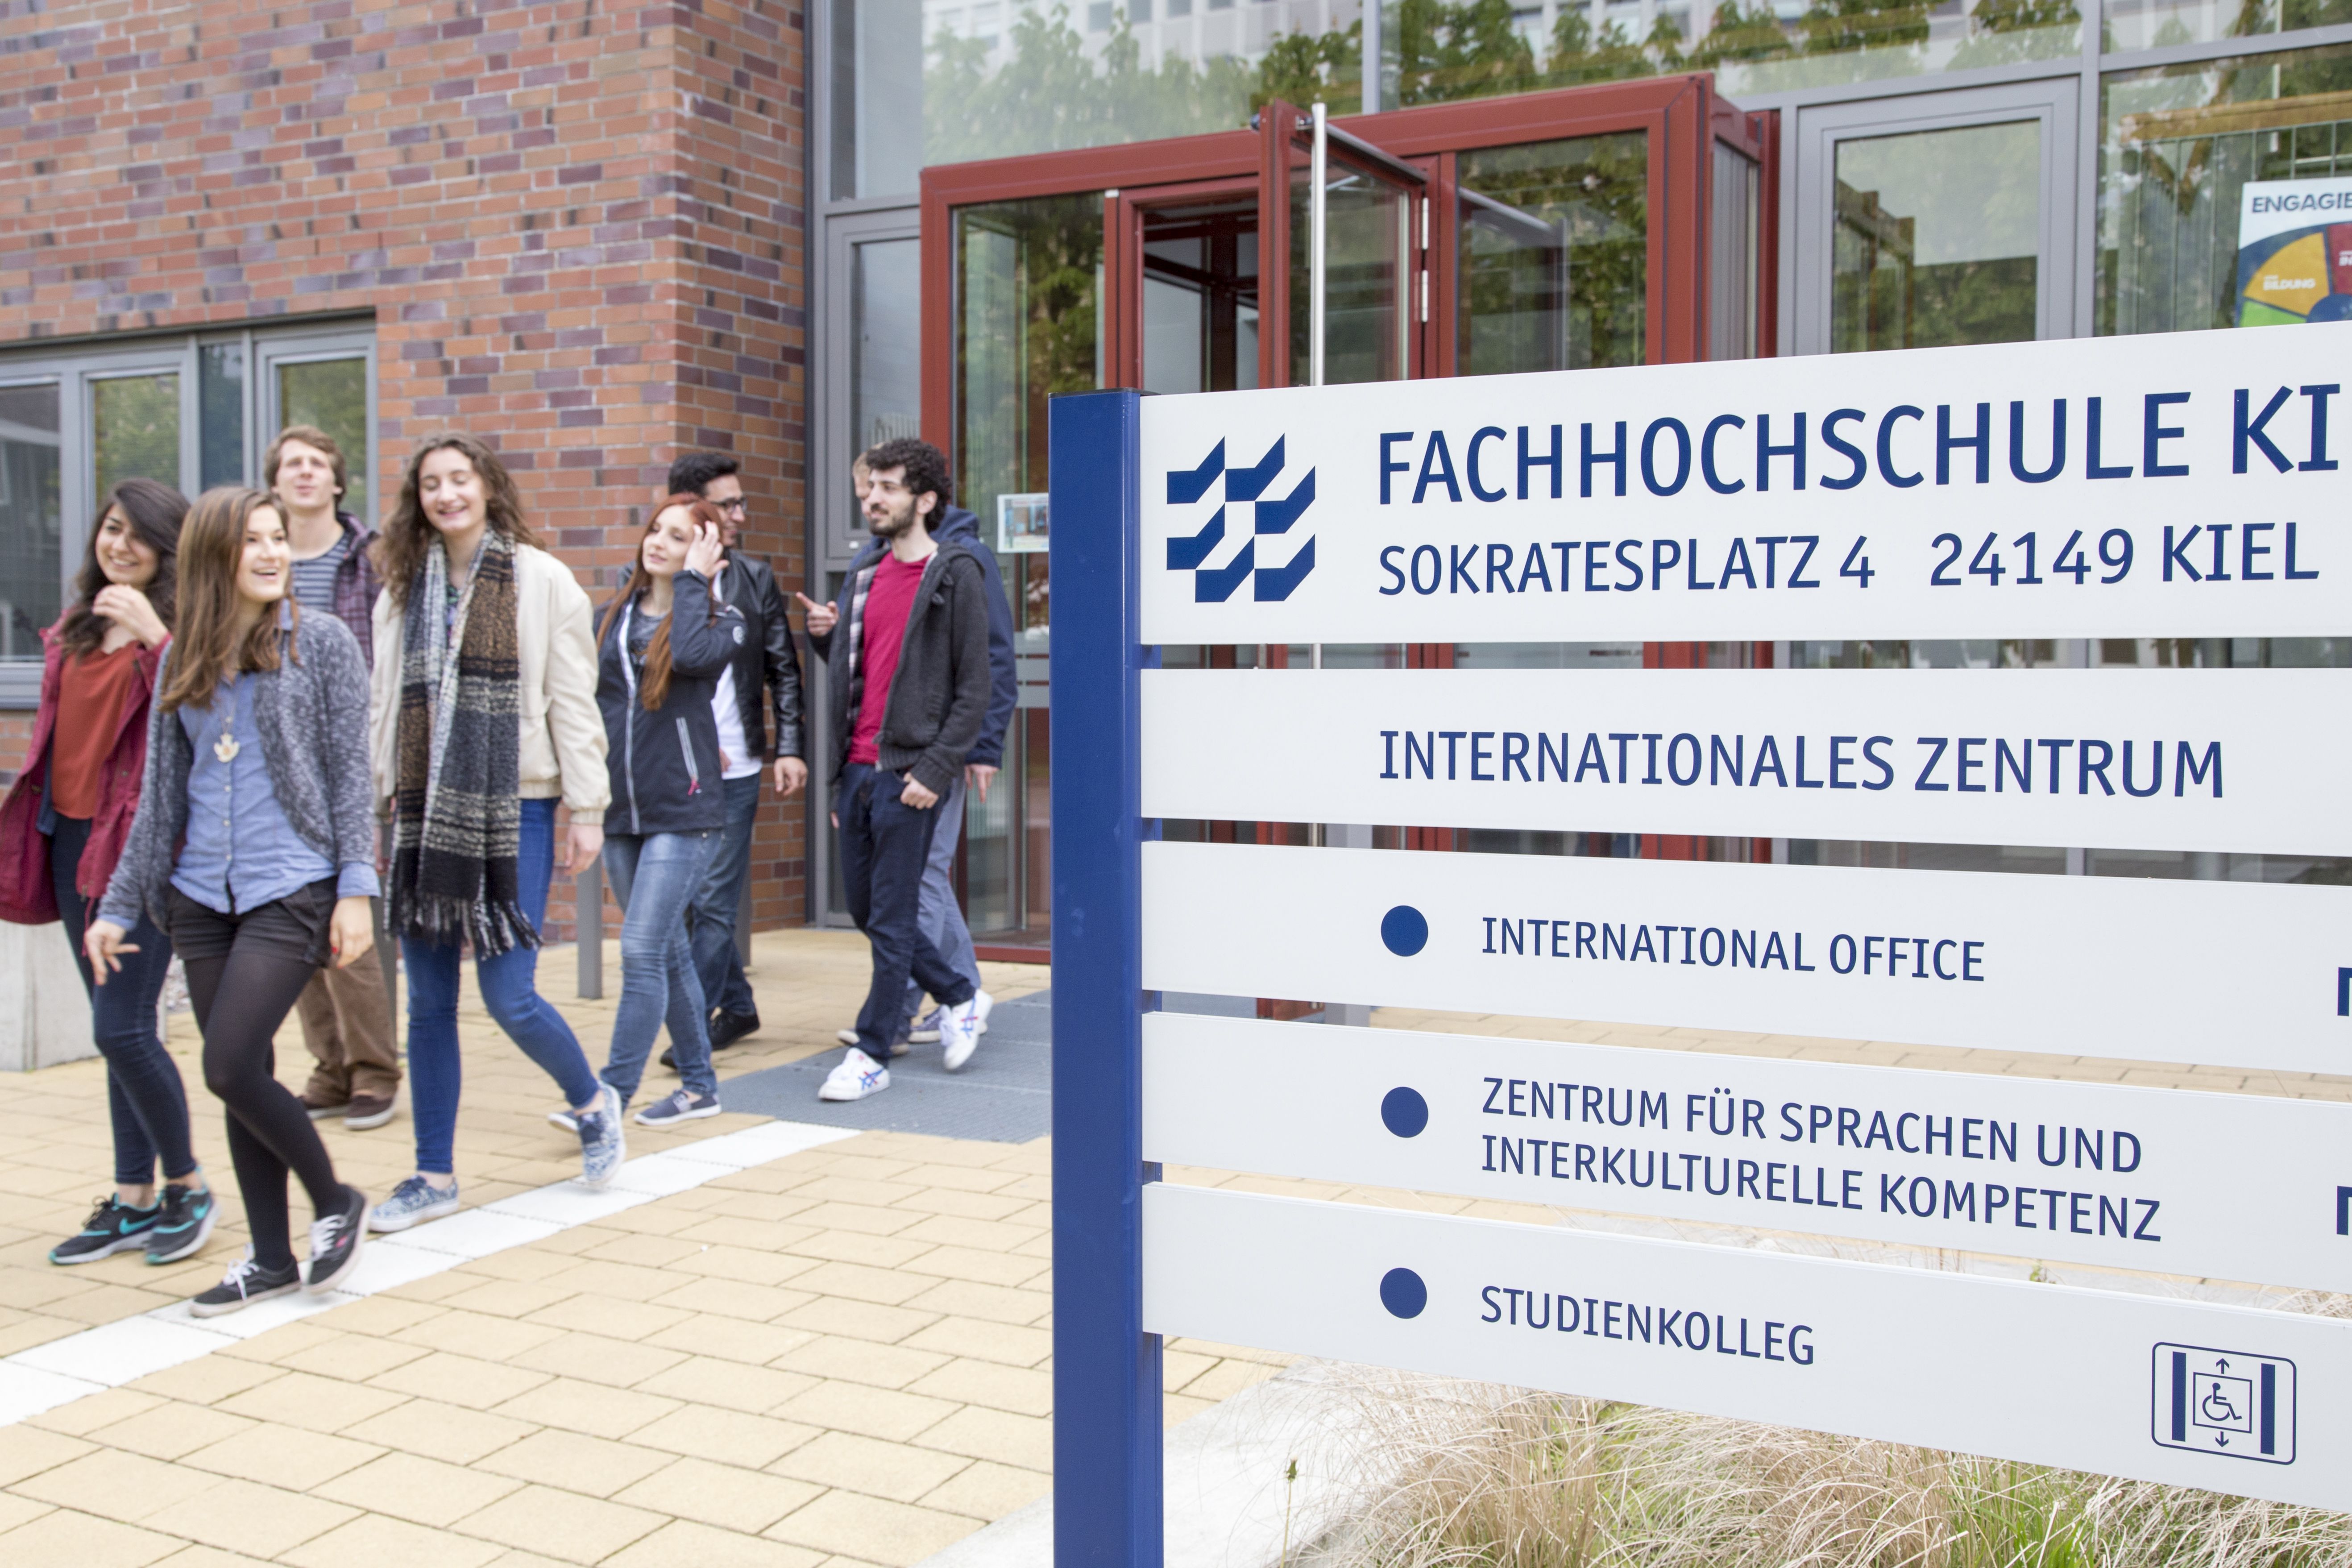 ENGAGIE
BILDUNG
FACHHOCHSCHULE KI
SOKRATESPLATZ 4 24149 KIEL
INTERNATIONALES ZENTRUM
INTERNATIONAL OFFICE
ZENTRUM FÜR SPRACHEN UND
INTERKULTURELLE KOMPETENZ
STUDIENKOLLEG